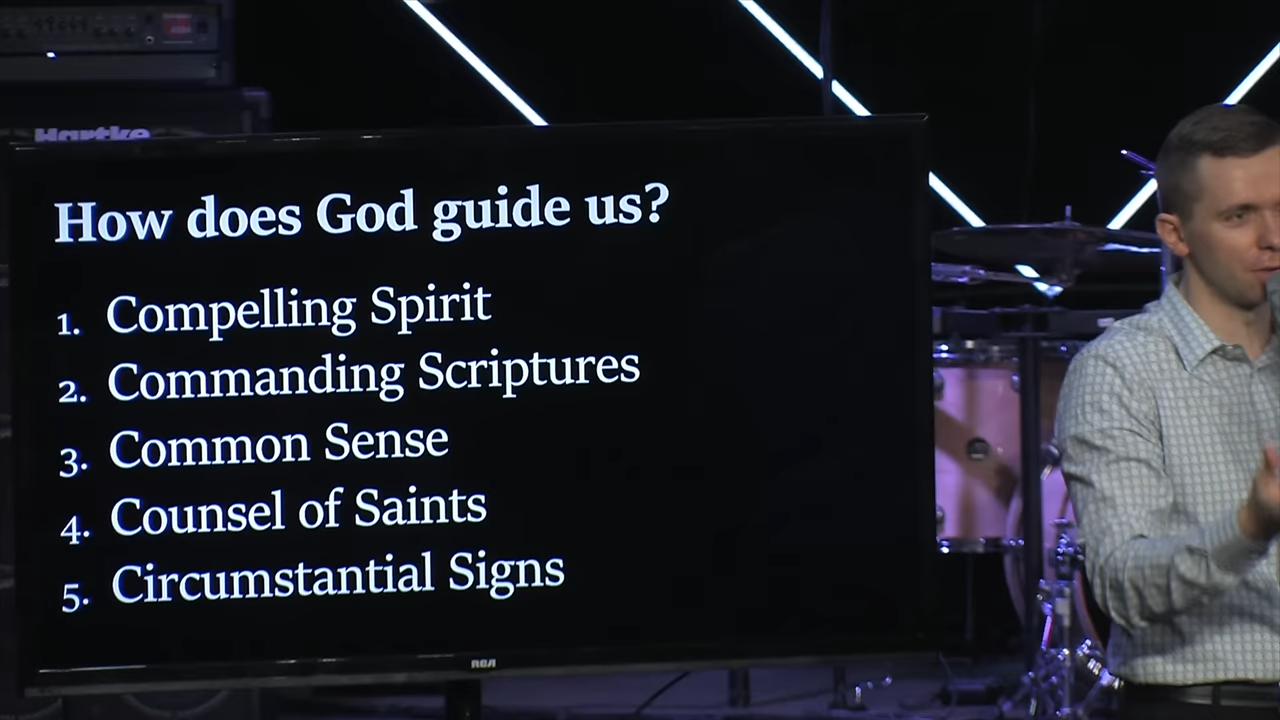 Hartke
How does God guide us?
1. Compelling Spirit
2. Commanding Scriptures
3. Common Sense
4. Counsel of Saints
5. Circumstantial Signs
RCA